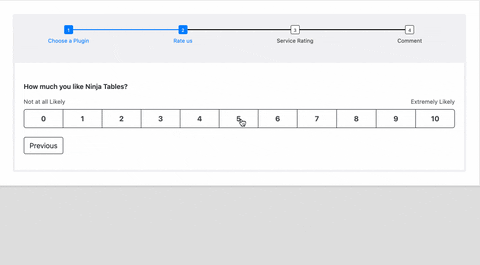 1 2 3 4
Choose a Plugin Rate us Service Rating Comment
How much you like Ninja Tables?
Not at all Likely Extremely Likely
0 1 2 3 4 5 6 7 8 9 10
Previous